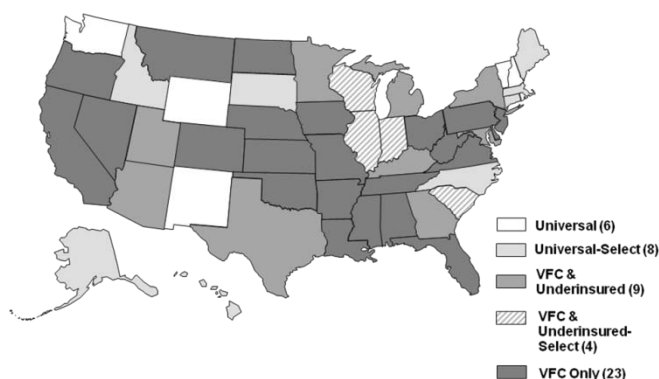 Universal (6)
Universal-Select (8)
VFC &
Underinsured (9)
VFC &
Underinsured-
Select (4)
VFC Only (23)